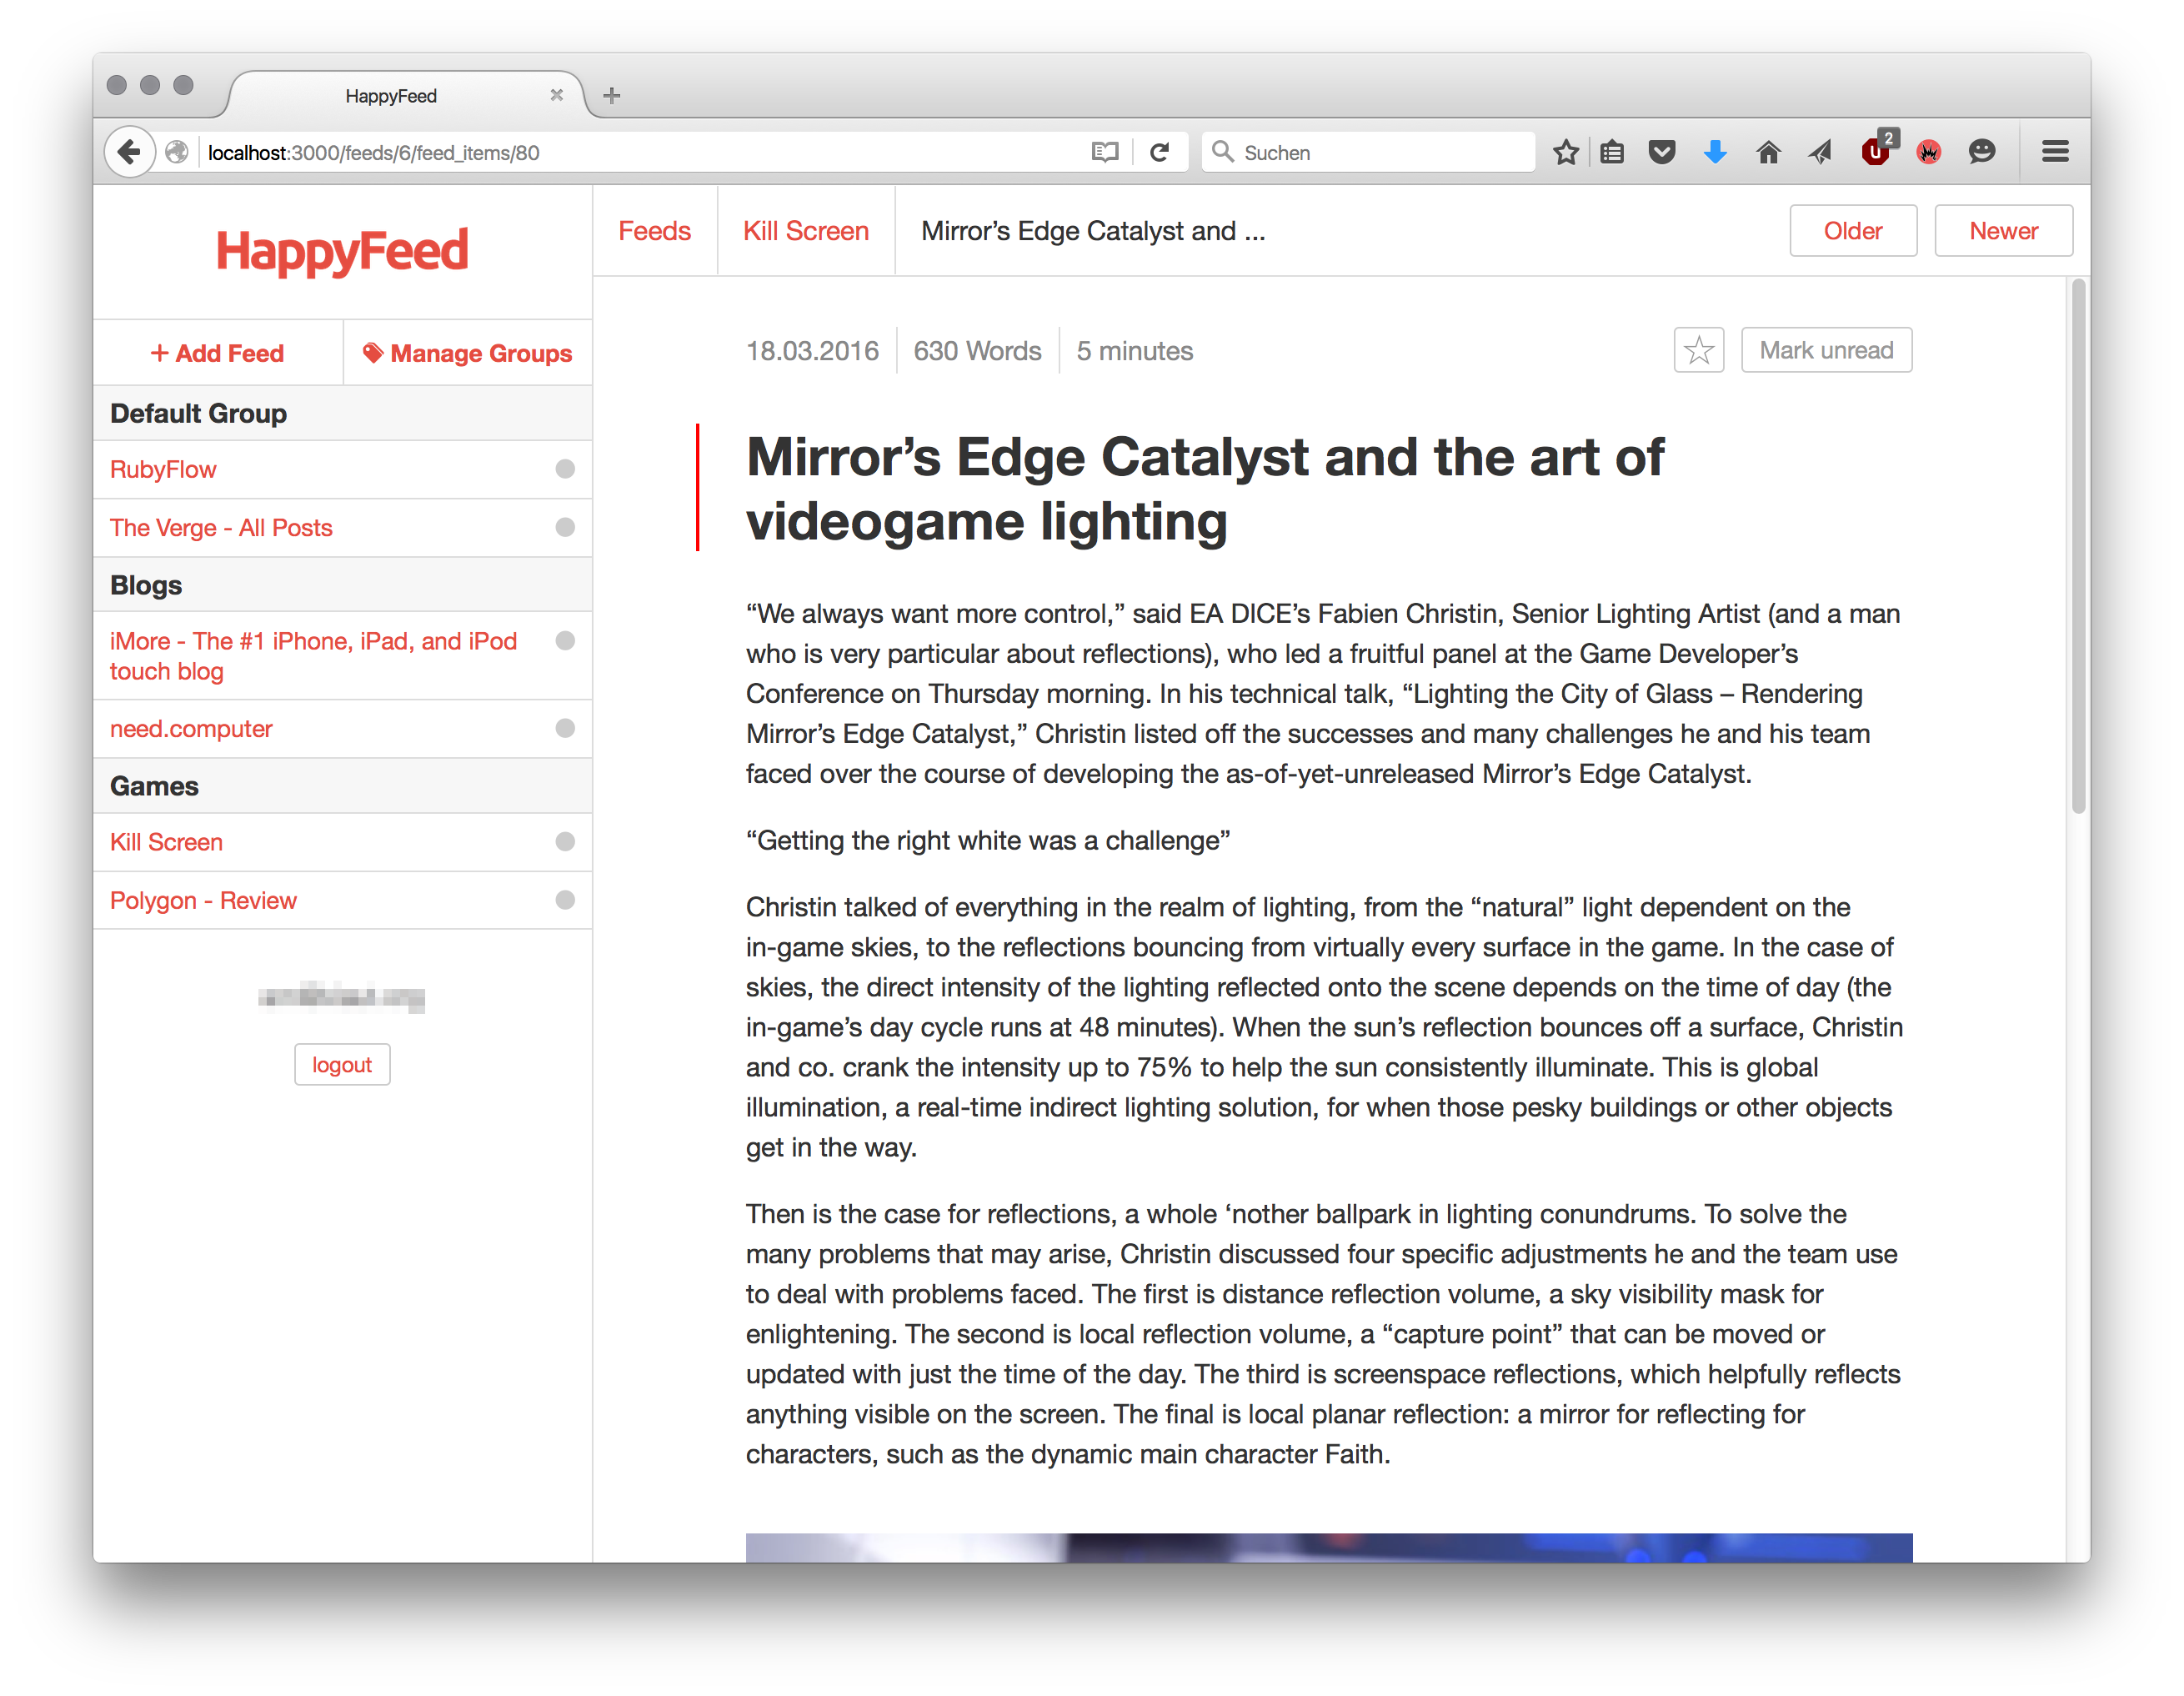 HappyFeed
localhost:3000/feeds/6/feed_items/80
Suchen
2
HappyFeed
+ Add Feed
Manage Groups
Default Group
RubyFlow
The Verge - All Posts
Blogs
iMore - The #1 iPhone, iPad, and iPod
touch blog
need.computer
Games
Kill Screen
Polygon - Review
logout
Feeds
Kill Screen
Mirror’s Edge Catalyst and ...
Older
Newer
18.03.2016
630 Words
5 minutes
Mark unread
Mirror’s Edge Catalyst and the art of
videogame lighting
“We always want more control,” said EA DICE’s Fabien Christin, Senior Lighting Artist (and a man
who is very particular about reflections), who led a fruitful panel at the Game Developer’s
Conference on Thursday morning. In his technical talk, “Lighting the City of Glass – Rendering
Mirror’s Edge Catalyst,” Christin listed off the successes and many challenges he and his team
faced over the course of developing the as-of-yet-unreleased Mirror’s Edge Catalyst.
“Getting the right white was a challenge”
Christin talked of everything in the realm of lighting, from the “natural” light dependent on the
in-game skies, to the reflections bouncing from virtually every surface in the game. In the case of
skies, the direct intensity of the lighting reflected onto the scene depends on the time of day (the
in-game’s day cycle runs at 48 minutes). When the sun’s reflection bounces off a surface, Christin
and co. crank the intensity up to 75% to help the sun consistently illuminate. This is global
illumination, a real-time indirect lighting solution, for when those pesky buildings or other objects
get in the way.
Then is the case for reflections, a whole ‘nother ballpark in lighting conundrums. To solve the
many problems that may arise, Christin discussed four specific adjustments he and the team use
to deal with problems faced. The first is distance reflection volume, a sky visibility mask for
enlightening. The second is local reflection volume, a “capture point” that can be moved or
updated with just the time of the day. The third is screenspace reflections, which helpfully reflects
anything visible on the screen. The final is local planar reflection: a mirror for reflecting for
characters, such as the dynamic main character Faith.